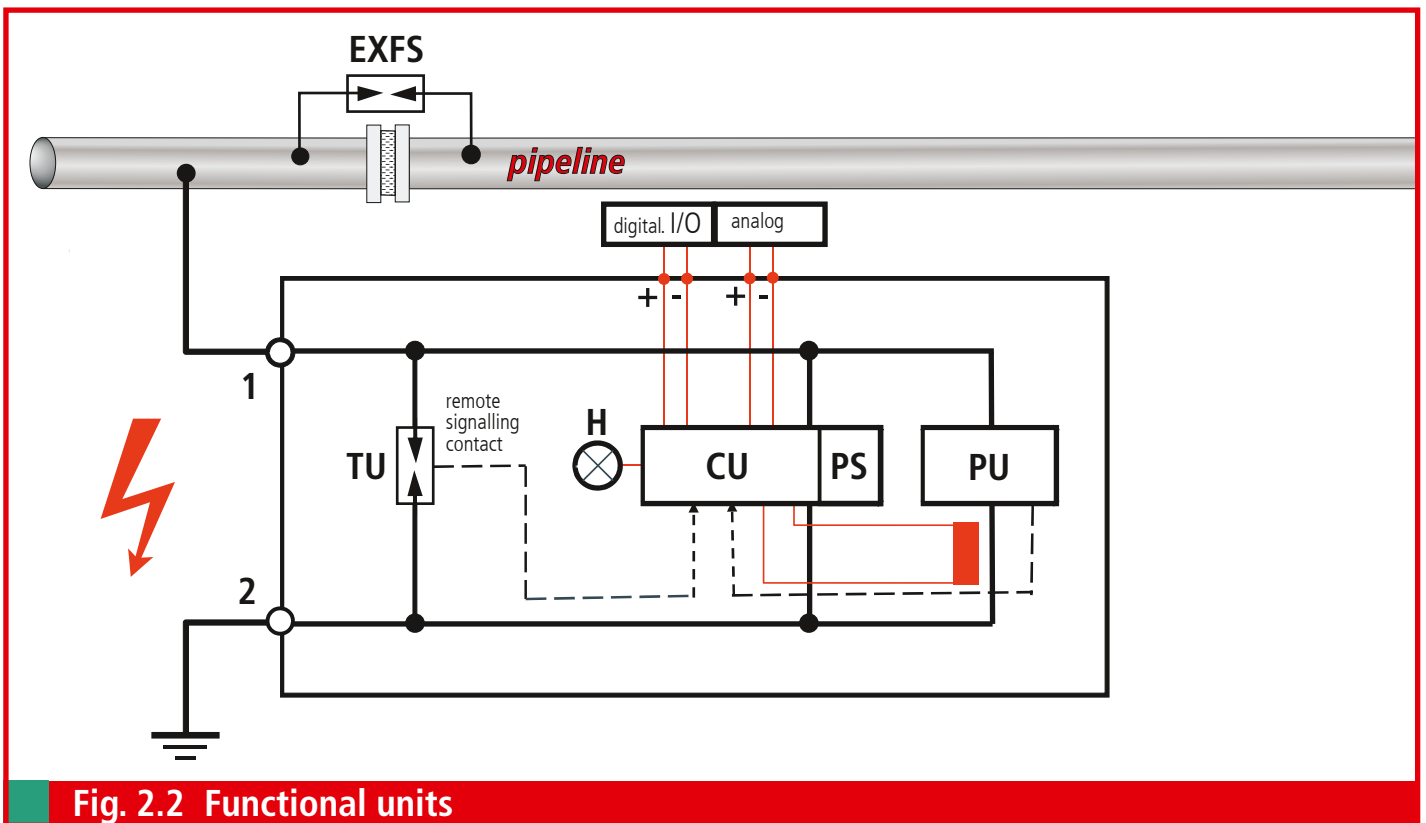 EXFS
pipeline
digital. I/O
analog
+ - + -
1
remote
signalling
contact
H
TU
CU
PS
PU
2
Fig. 2.2 Functional units